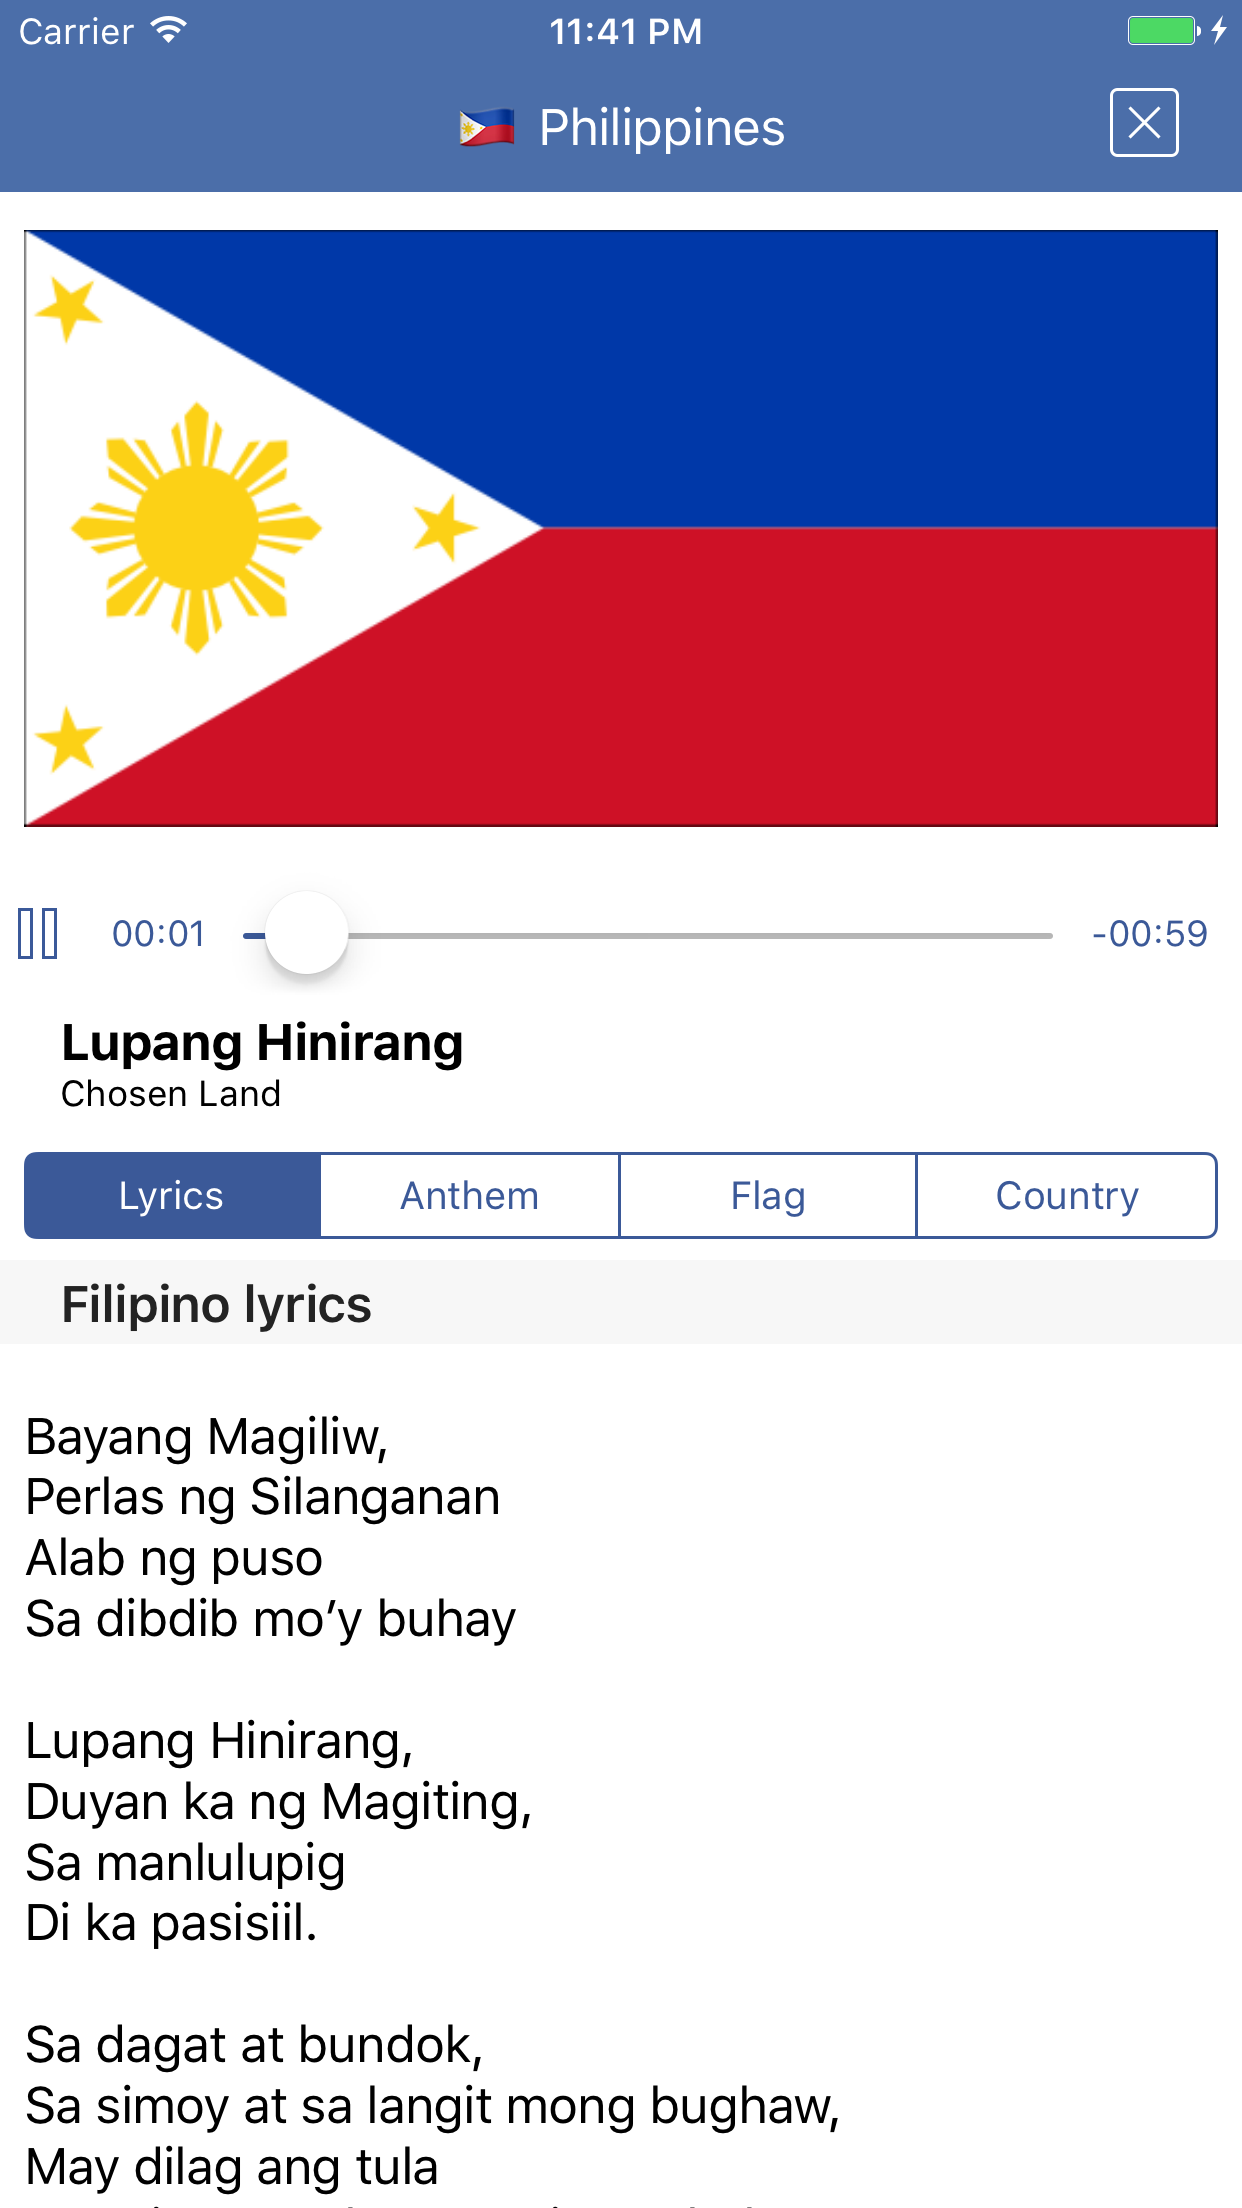 Carrier 11:41 PM
Philippines
00:01 -00:59
Lupang Hinirang
Chosen Land
Lyrics Anthem Flag Country
Filipino lyrics
Bayang Magiliw,
Perlas ng Silanganan
Alab ng puso
Sa dibdib mo’y buhay
Lupang Hinirang,
Duyan ka ng Magiting,
Sa manlulupig
Di ka pasisiil.
Sa dagat at bundok,
Sa simoy at sa langit mong bughaw,
May dilag ang tula